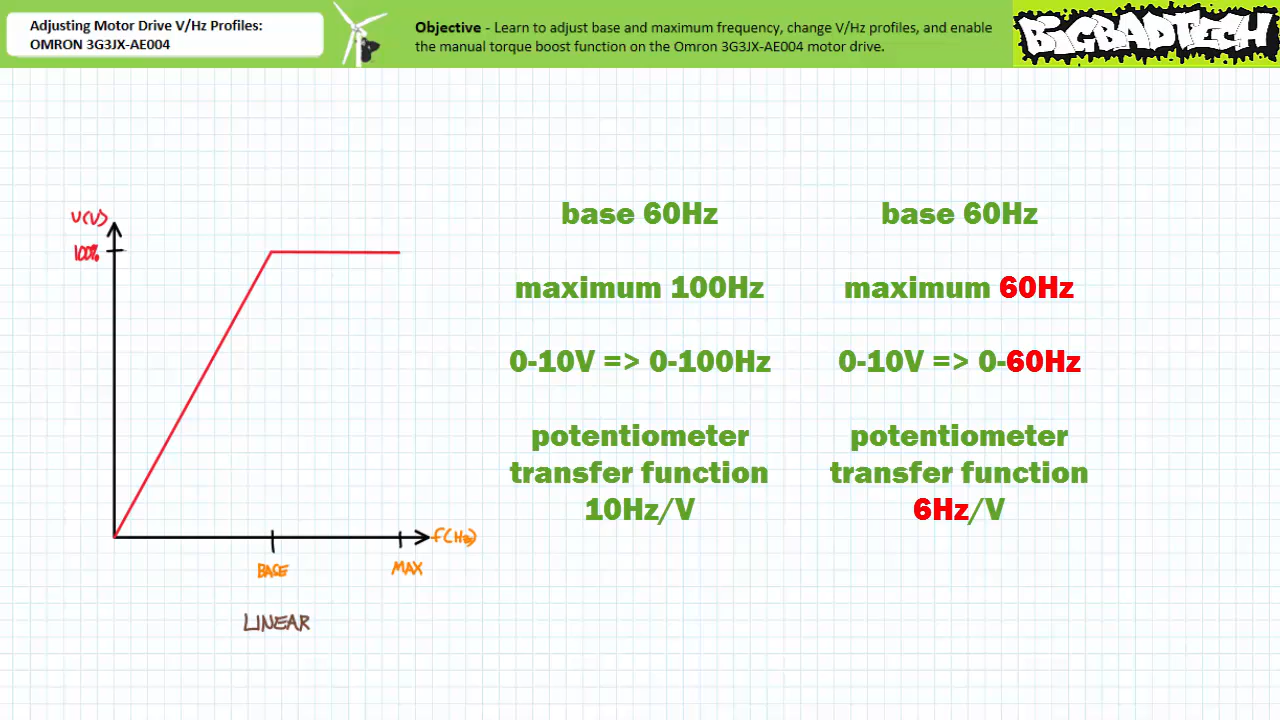 Adjusting Motor Drive V/Hz Profiles:
OMRON 3G3JX-AE004
Objective - Learn to adjust base and maximum frequency, change V/Hz profiles, and enable
the manual torque boost function on the Omron 3G3JX-AE004 motor drive.
BIGBADTECH
V(V)
100%
f(Hz)
BASE
MAX
LINEAR
base 60Hz
maximum 100Hz
0-10V => 0-100Hz
potentiometer
transfer function
10Hz/V
base 60Hz
maximum 60Hz
0-10V => 0-60Hz
potentiometer
transfer function
6Hz/V